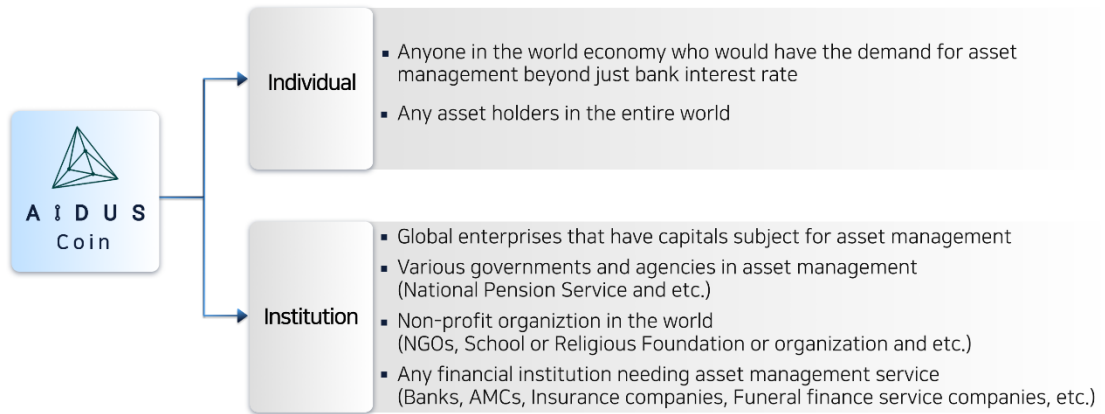 AIDUS
Coin
Individual
▪ Anyone in the world economy who would have the demand for asset
management beyond just bank interest rate
▪ Any asset holders in the entire world
Institution
▪ Global enterprises that have capitals subject for asset management
▪ Various governments and agencies in asset management
(National Pension Service and etc.)
▪ Non-profit organiztion in the world
(NGOs, School or Religious Foundation or organization and etc.)
▪ Any financial institution needing asset management service
(Banks, AMCs, Insurance companies, Funeral finance service companies, etc.)